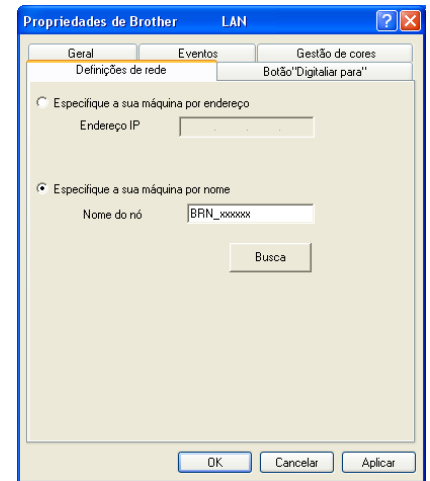 Propriedades de Brother LAN
Geral Eventos Gestão de cores
Definições de rede Botão"Digitaliar para"
Especifique a sua máquina por endereço
Endereço IP . . .
Especifique a sua máquina por nome
Nome do nó BRN_xxxxxx
Busca
OK Cancelar Aplicar